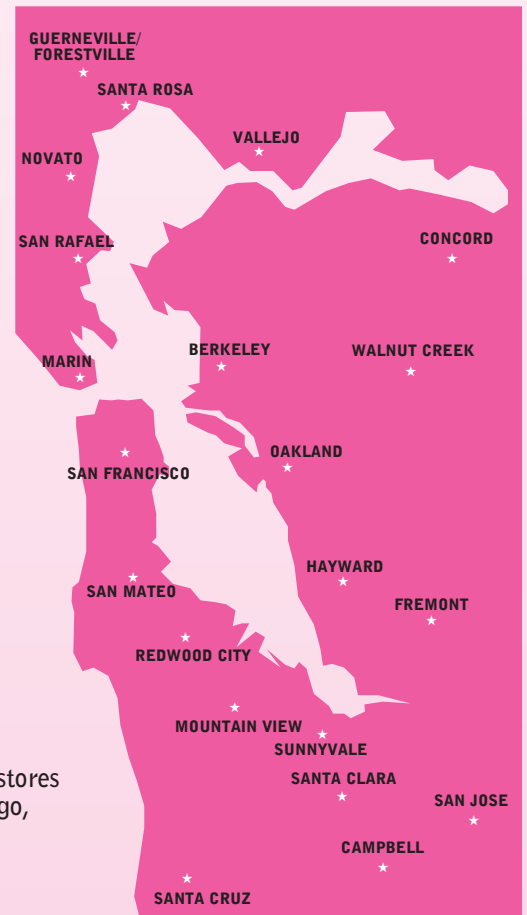 GUERNEVILLE/
FORESTVILLE
SANTA ROSA
VALLEJO
NOVATO
SAN RAFAEL
CONCORD
BERKELEY
WALNUT CREEK
MARIN
OAKLAND
SAN FRANCISCO
HAYWARD
SAN MATEO
FREMONT
REDWOOD CITY
MOUNTAIN VIEW
SUNNYVALE
stores
SANTA CLARA
go,
SAN JOSE
CAMPBELL
SANTA CRUZ